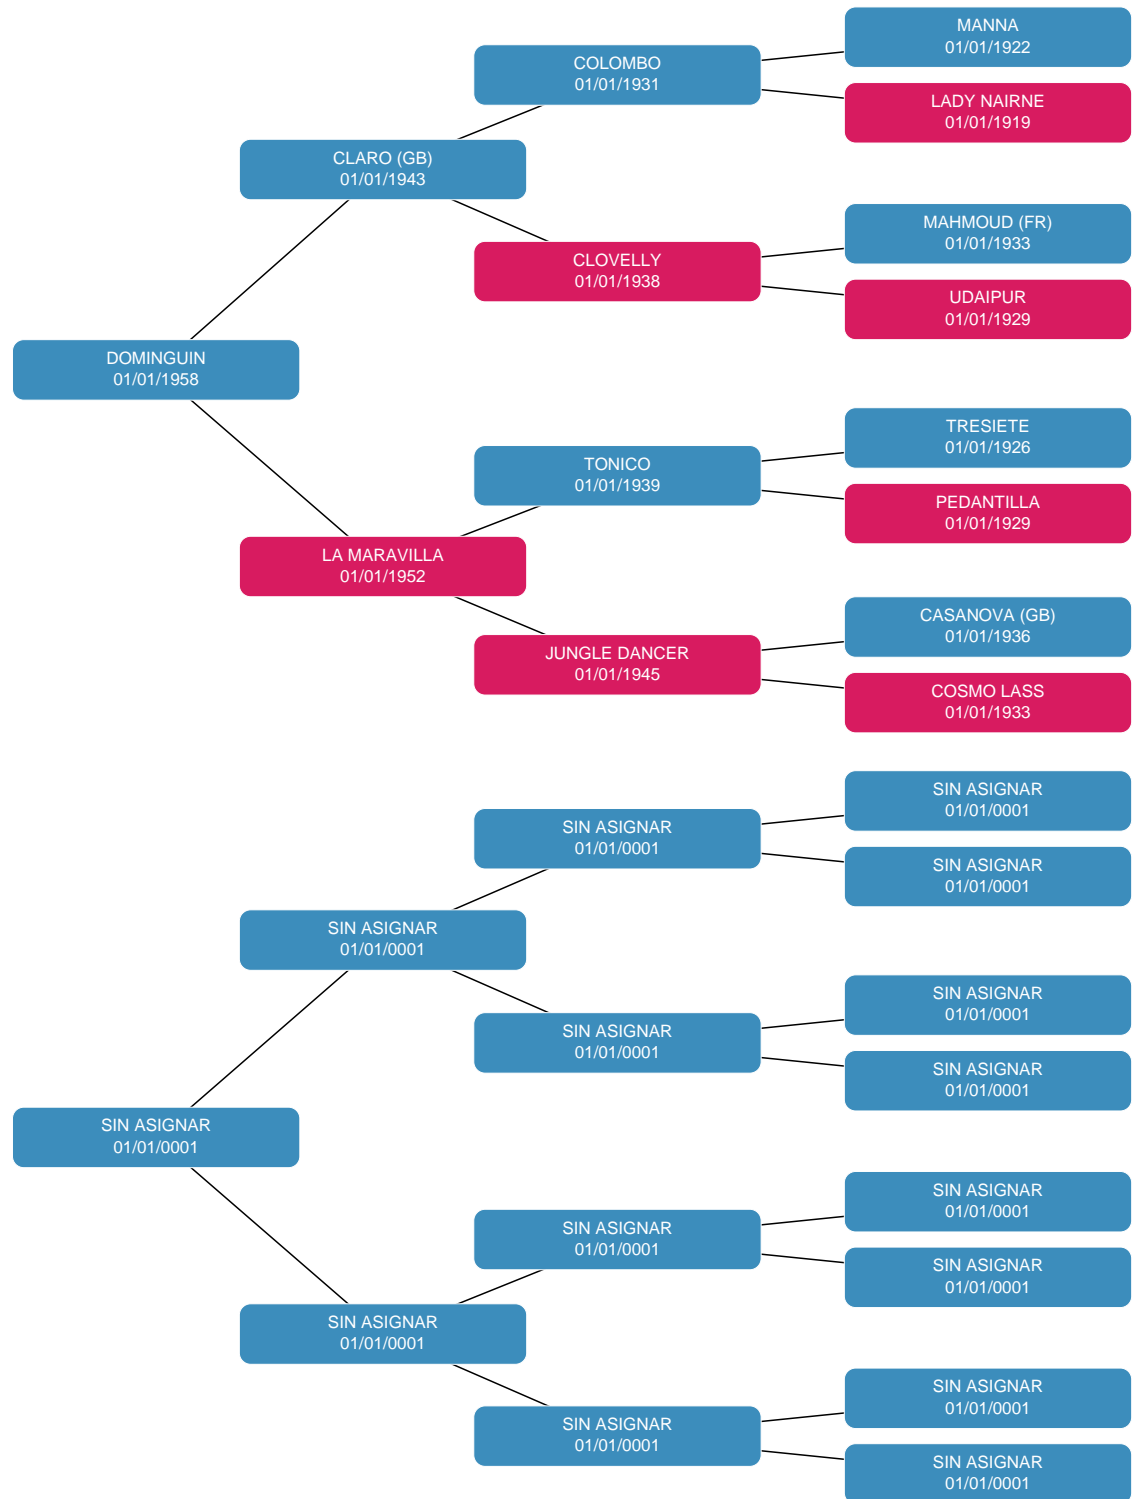 MANNA
01/01/1922
COLOMBO
01/01/1931
LADY NAIRNE
01/01/1919
CLARO (GB)
01/01/1943
MAHMOUD (FR)
01/01/1933
CLOVELLY
01/01/1938
UDAIPUR
01/01/1929
DOMINGUIN
01/01/1958
TRESIETE
01/01/1926
TONICO
01/01/1939
PEDANTILLA
01/01/1929
LA MARAVILLA
01/01/1952
CASANOVA (GB)
01/01/1936
JUNGLE DANCER
01/01/1945
COSMO LASS
01/01/1933
SIN ASIGNAR
01/01/0001
SIN ASIGNAR
01/01/0001
SIN ASIGNAR
01/01/0001
SIN ASIGNAR
01/01/0001
SIN ASIGNAR
01/01/0001
SIN ASIGNAR
01/01/0001
SIN ASIGNAR
01/01/0001
SIN ASIGNAR
01/01/0001
SIN ASIGNAR
01/01/0001
SIN ASIGNAR
01/01/0001
SIN ASIGNAR
01/01/0001
SIN ASIGNAR
01/01/0001
SIN ASIGNAR
01/01/0001
SIN ASIGNAR
01/01/0001
SIN ASIGNAR
01/01/0001